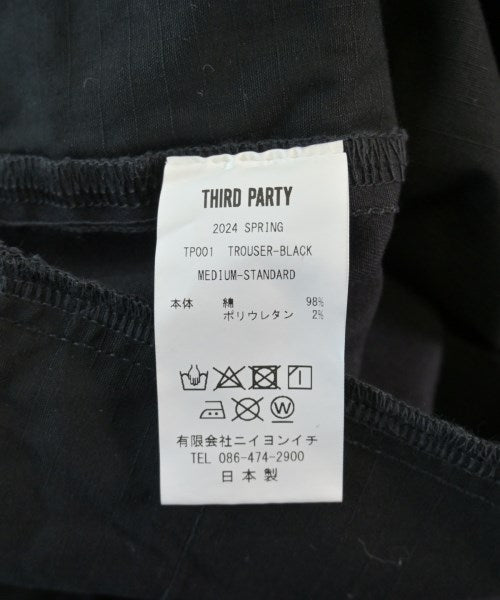 THIRD PARTY
2024 SPRING
TP001 TROUSER-BLACK
MEDIUM-STANDARD
本体 綿 98%
ポリウレタン 2%
W
有限会社ニイヨンイチ
TEL 086-474-2900
日本製